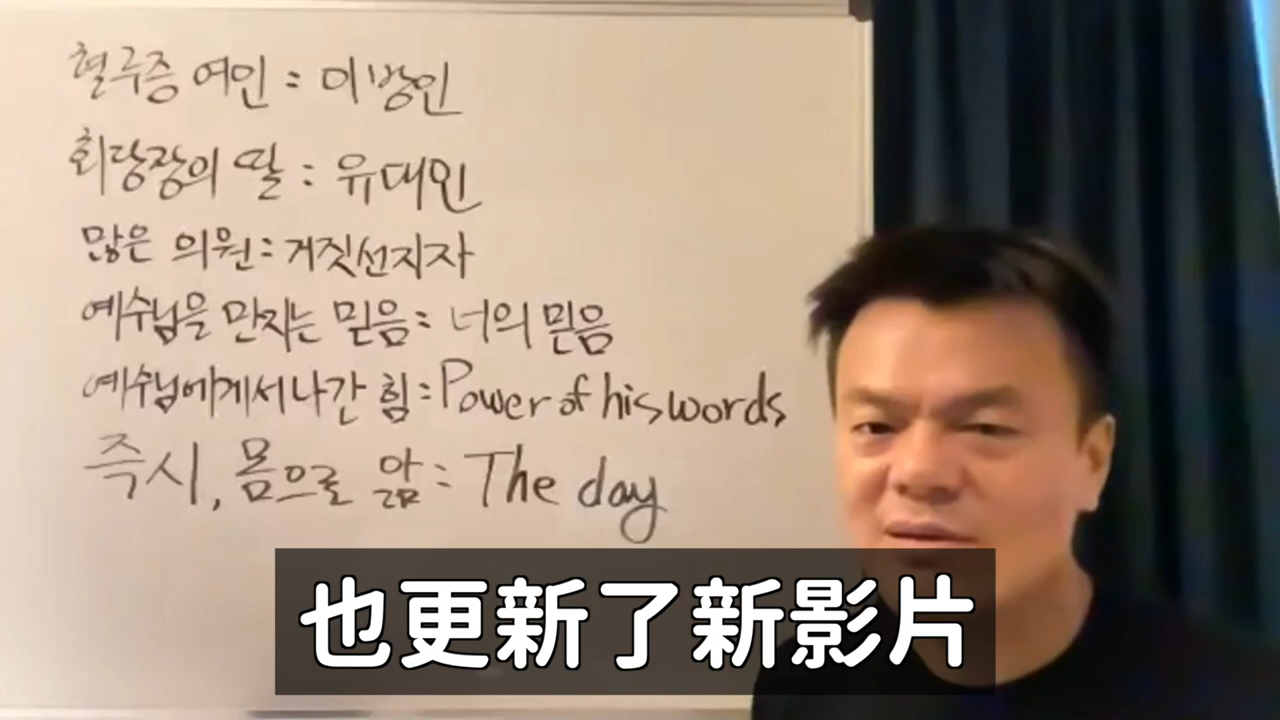 혈루증 여인 : 이방인
회당장의 딸 : 유대인
많은 의원 : 거짓선지자
예수님을 만지는 믿음 : 너의 믿음
예수님에게서 나간 힘 : Power of his words
즉시, 몸으로 앎 : The day
也更新了新影片